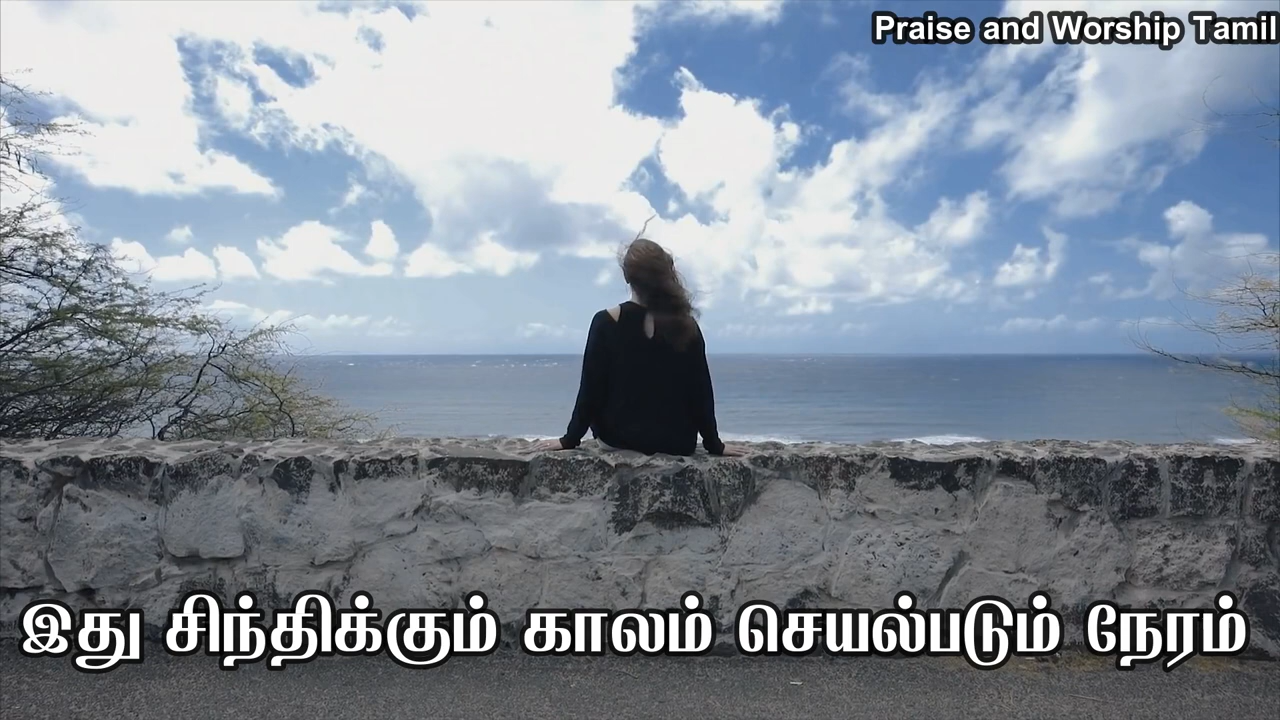 Praise and Worship Tamil
இது சிந்திக்கும் காலம் செயல்படும் நேரம்